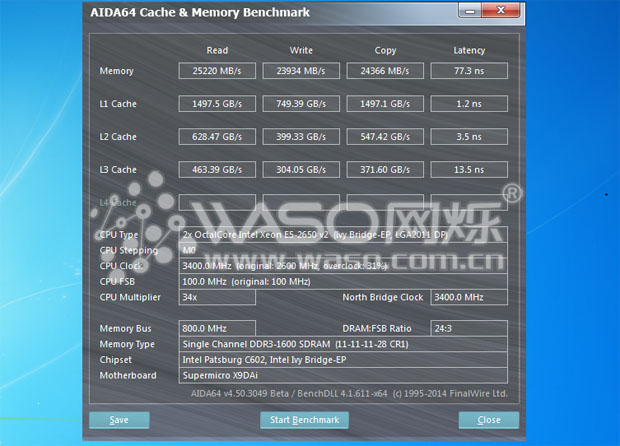 AIDA64 Cache & Memory Benchmark
Read Write Copy Latency
Memory 25220 MB/s 23934 MB/s 24366 MB/s 77.3 ns
L1 Cache 1497.5 GB/s 749.39 GB/s 1497.1 GB/s 1.2 ns
L2 Cache 628.47 GB/s 399.33 GB/s 547.42 GB/s 3.5 ns
L3 Cache 463.39 GB/s 304.05 GB/s 371.60 GB/s 13.5 ns
L4 Cache
WASO网烁®
www.waso.com.cn
CPU Type 2x OctalCore Intel Xeon E5-2650 v2 (Ivy Bridge-EP, LGA2011 DP)
CPU Stepping M0
CPU Clock 3400.0 MHz (original: 2600 MHz, overclock: 31%)
CPU FSB 100.0 MHz (original: 100 MHz)
CPU Multiplier 34x North Bridge Clock 3400.0 MHz
Memory Bus 800.0 MHz DRAM:FSB Ratio 24:3
Memory Type Single Channel DDR3-1600 SDRAM (11-11-11-28 CR1)
Chipset Intel Patsburg C602, Intel Ivy Bridge-EP
Motherboard Supermicro X9DAi
AIDA64 v4.50.3049 Beta / BenchDLL 4.1.611-x64 (c) 1995-2014 FinalWire Ltd.
Save Start Benchmark Close